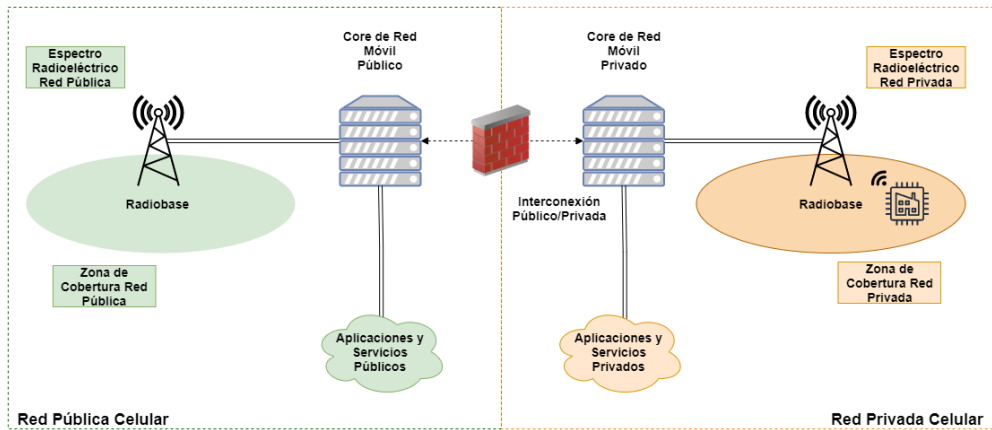 Espectro
Radioeléctrico
Red Pública
Core de Red
Móvil
Público
Radiobase
Zona de
Cobertura Red
Pública
Aplicaciones y
Servicios
Públicos
Red Pública Celular
Interconexión
Público/Privada
Core de Red
Móvil
Privado
Espectro
Radioeléctrico
Red Privada
Radiobase
Zona de
Cobertura Red
Privada
Aplicaciones y
Servicios
Privados
Red Privada Celular